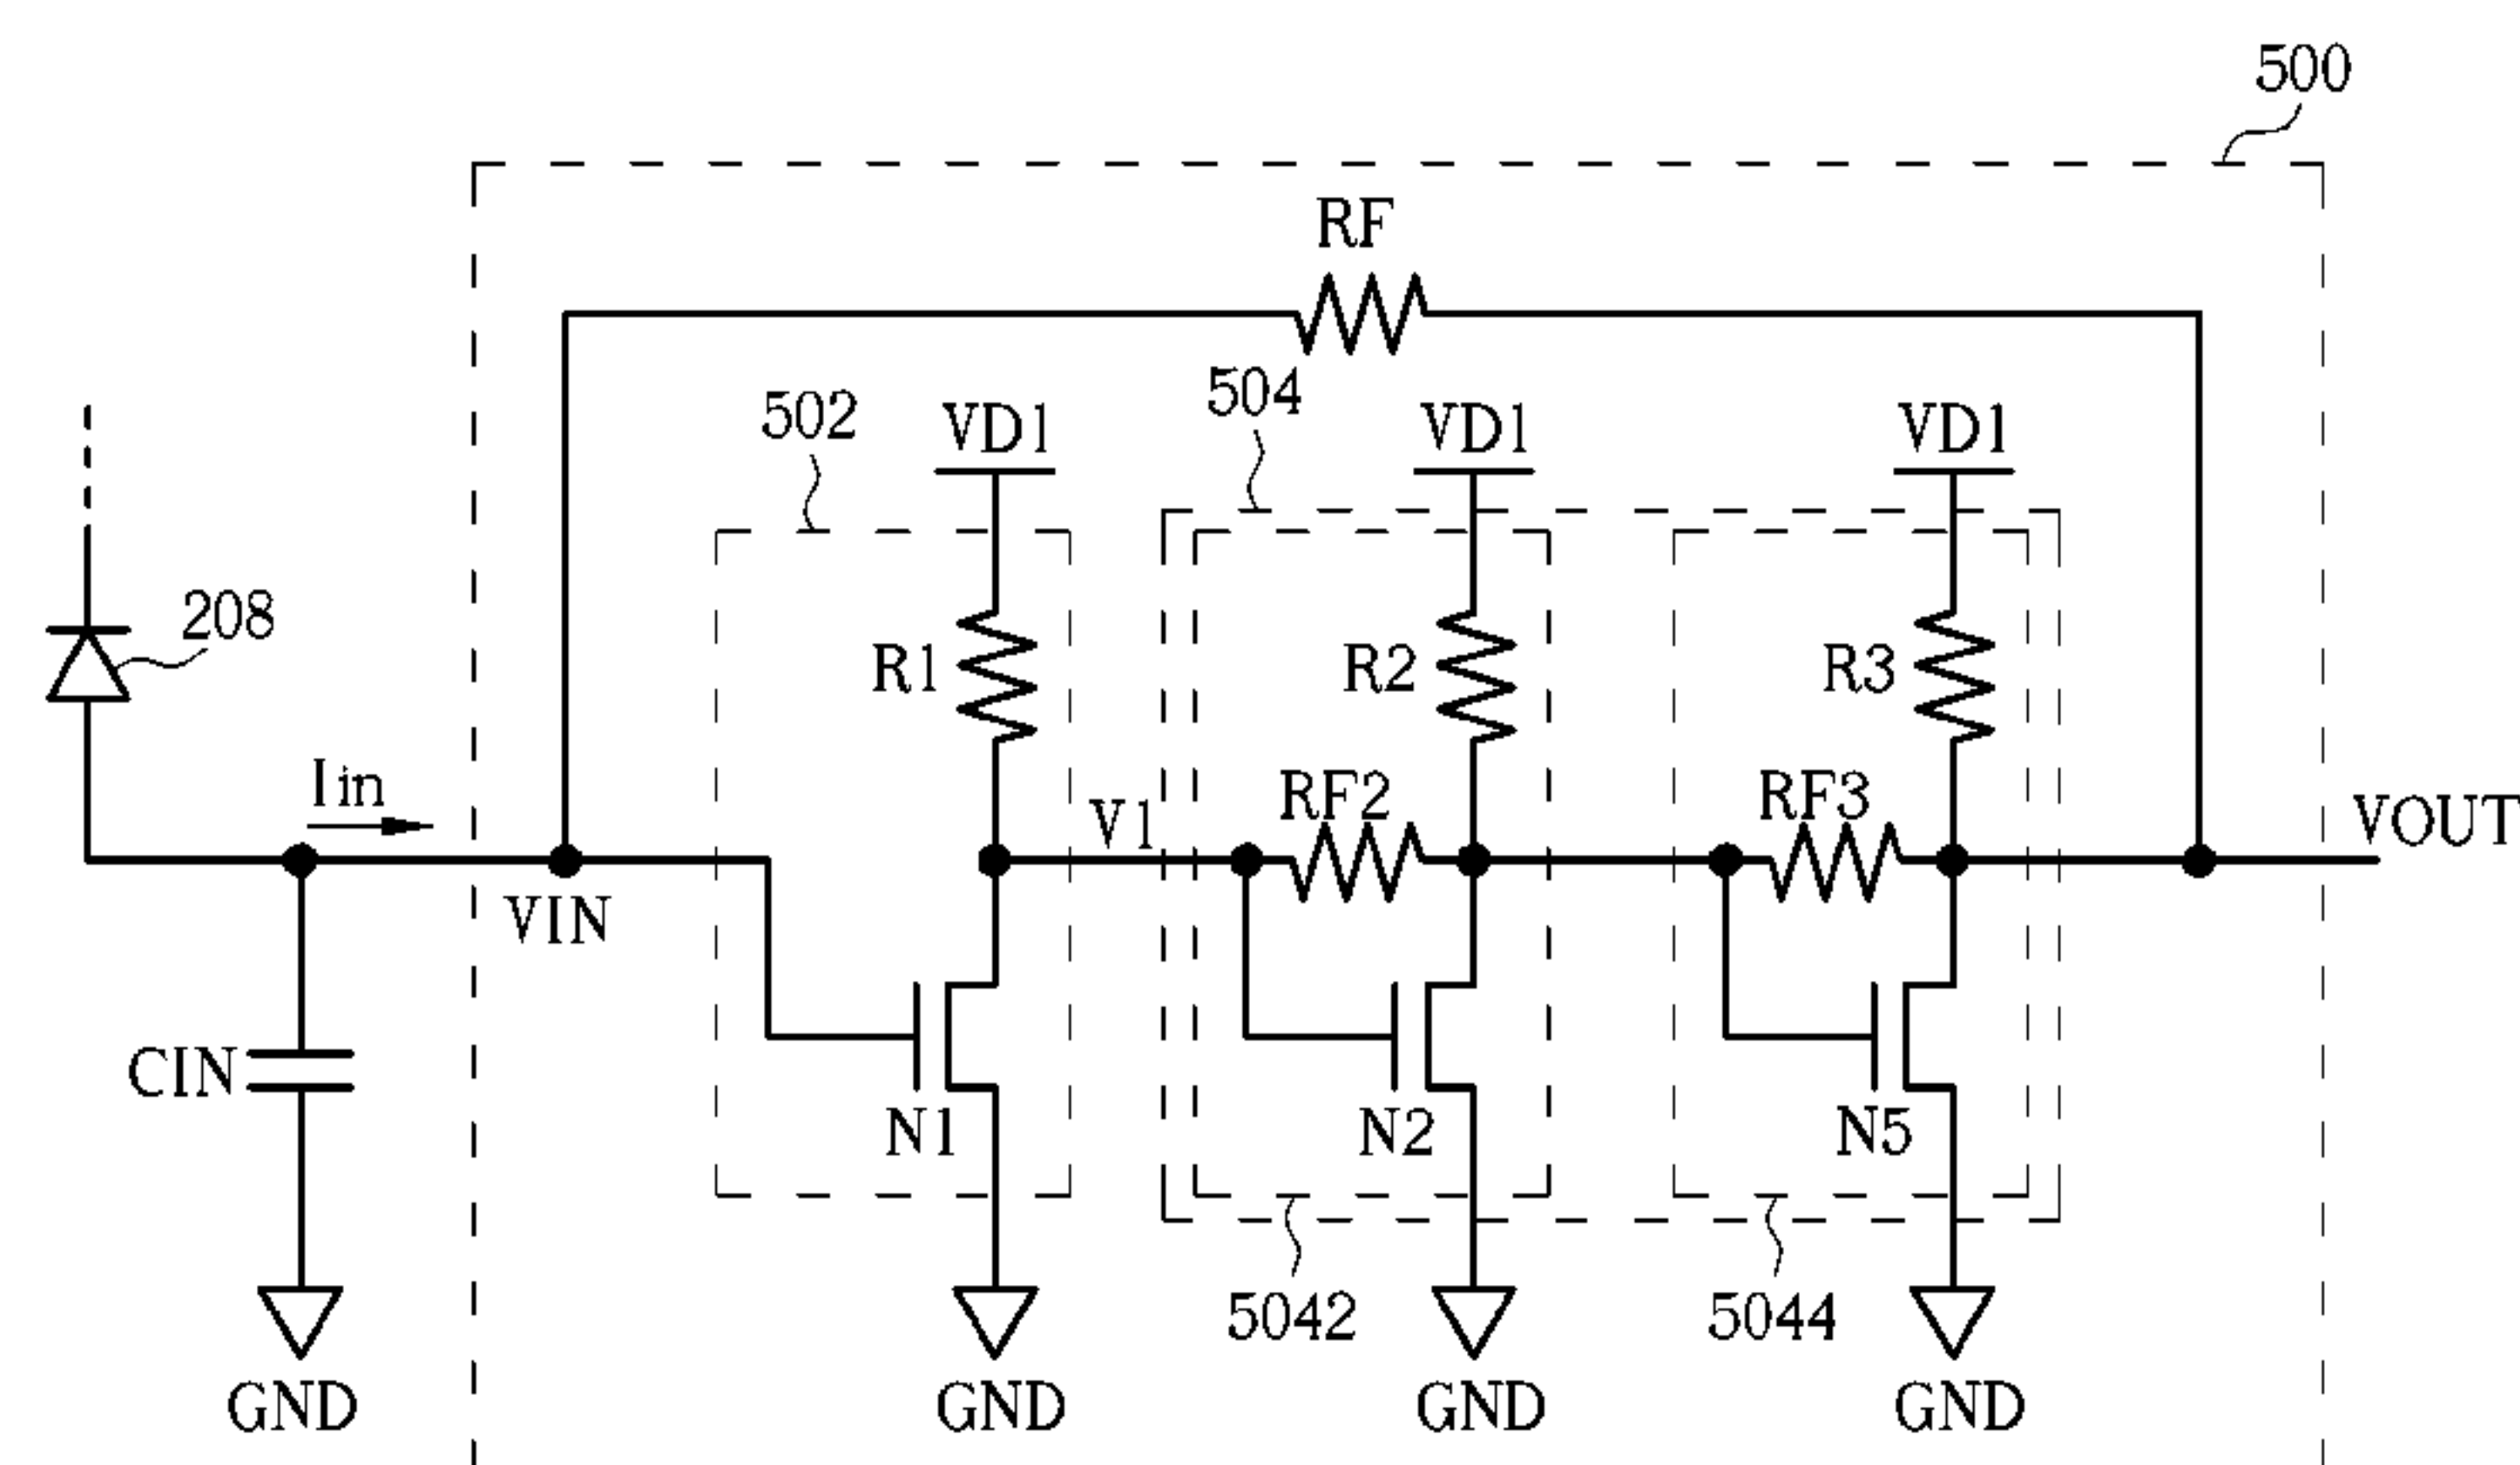 500
RF
504
502
VD1
VD1
VD1
208
R1
R2
R3
Iin
RF2
RF3
V1
VOUT
VIN
CIN
N1
N2
N5
5042
5044
GND
GND
GND
GND